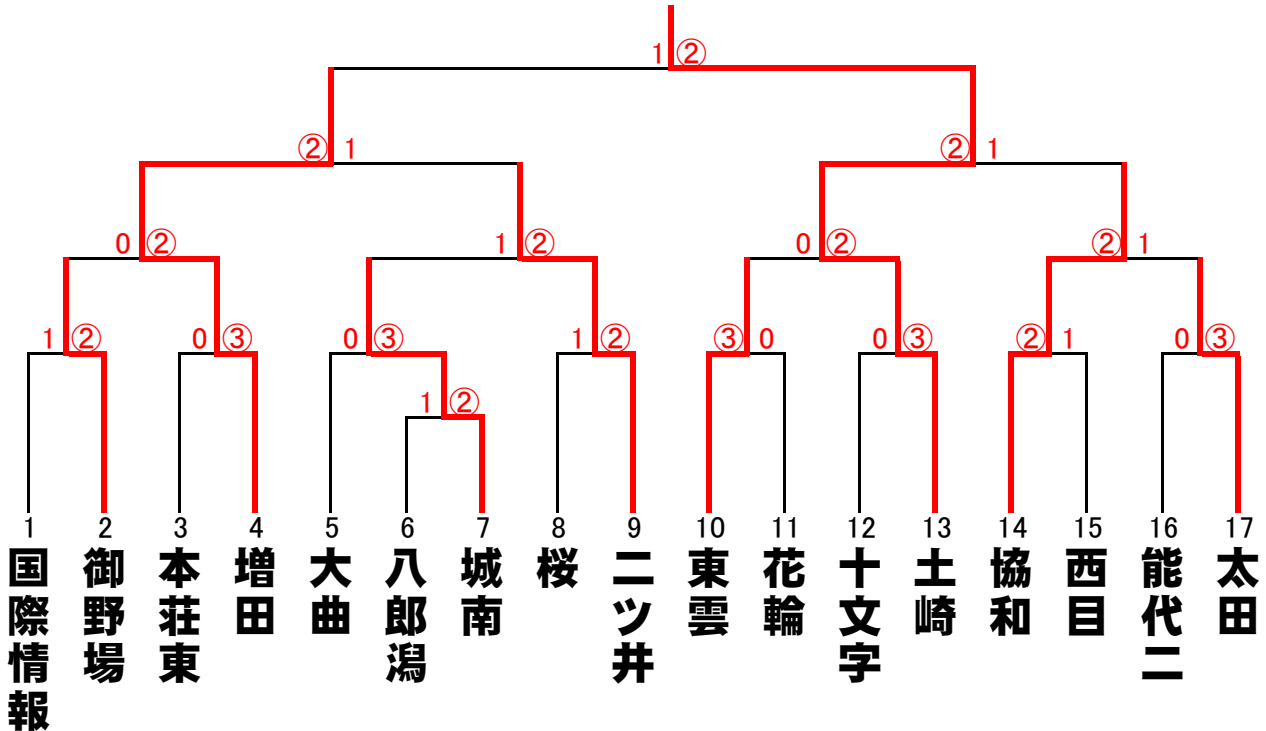 1 ②
② 1
② 1
0 ②
1 ②
0 ②
② 1
1 ②
0 ③
0 ③
1 ②
③ 0
0 ③
② 1
0 ③
1 ②
1
2
3
4
5
6
7
8
9
10
11
12
13
14
15
16
17
国際情報
御野場
本荘東
増田
大曲
八郎潟
城南
桜
二ツ井
東雲
花輪
十文字
土崎
協和
西目
能代二
太田